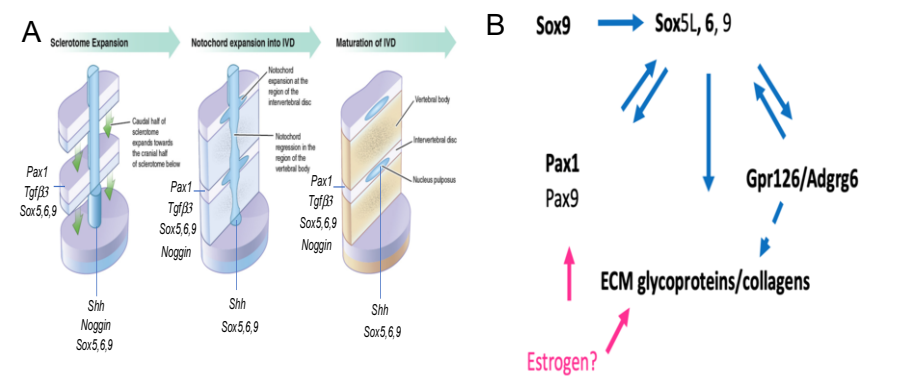 A
Sclerotome Expansion
Notochord expansion into IVD
Maturation of IVD
Caudal half of
sclerotome
expands towards
the cranial half
of sclerotome below
Pax1
Tgfβ3
Sox5,6,9
Shh
Noggin
Sox5,6,9
Notochord
expansion at the
region of the
intervertebral disc
Notochord
regression in the
region of the
vertebral body
Pax1
Tgfβ3
Sox5,6,9
Noggin
Shh
Sox5,6,9
Vertebral body
Intervertebral disc
Nucleus pulposus
Pax1
Tgfβ3
Sox5,6,9
Noggin
Shh
Sox5,6,9
B
Sox9
Sox5L, 6, 9
Pax1
Pax9
Gpr126/Adgrg6
ECM glycoproteins/collagens
Estrogen?